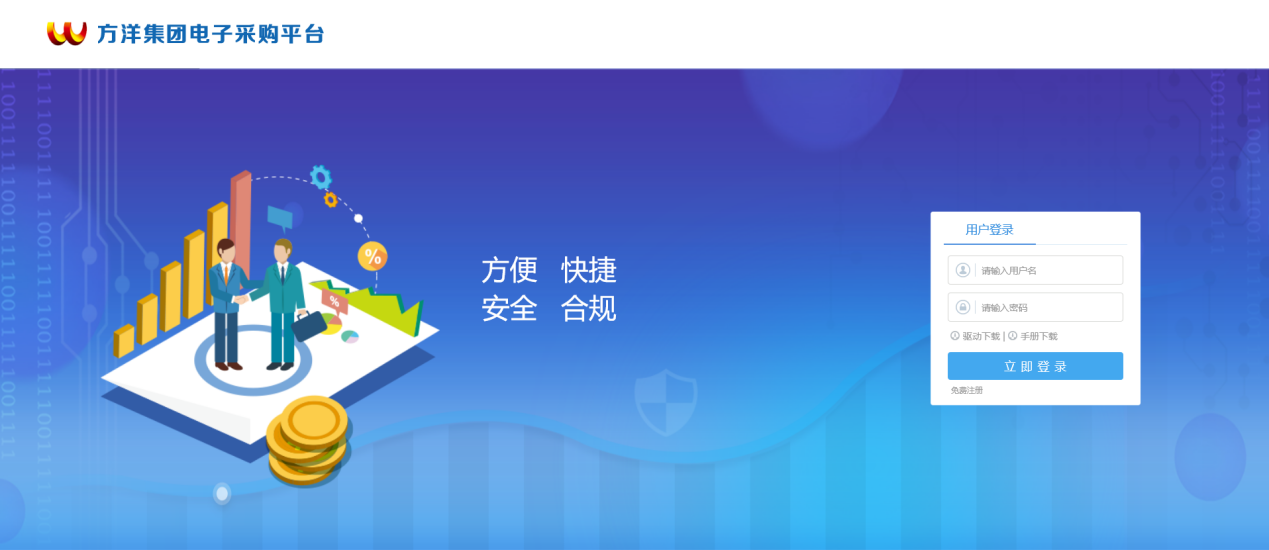 方洋集团电子采购平台
方便 快捷
安全 合规
用户登录
请输入用户名
请输入密码
驱动下载 | 手册下载
立即登录
免费注册
%
%